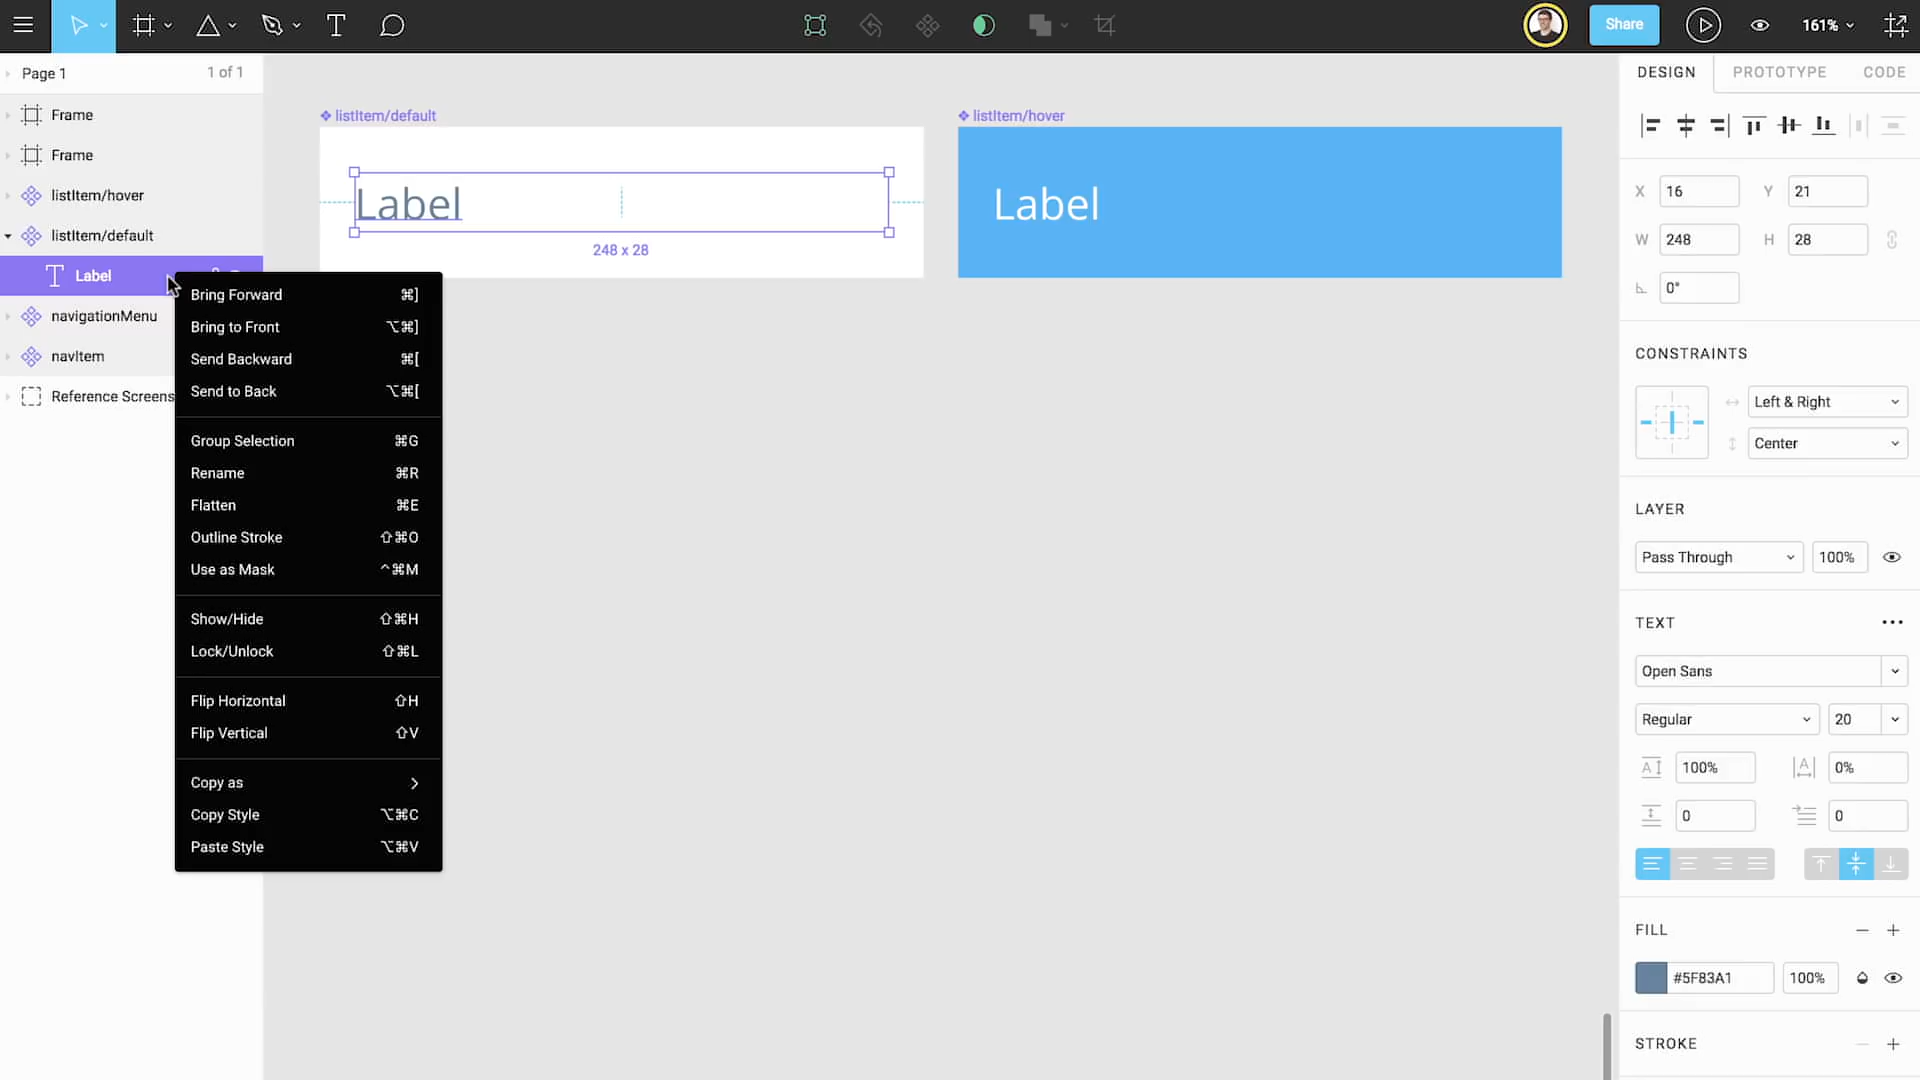 161%
Share
Page 1
1 of 1
Frame
Frame
listItem/hover
listItem/default
Label
navigationMenu
navItem
Reference Screens
Bring Forward ⌘]
Bring to Front ⌥⌘]
Send Backward ⌘[
Send to Back ⌥⌘[
Group Selection ⌘G
Rename ⌘R
Flatten ⌘E
Outline Stroke ⇧⌘O
Use as Mask ^⌘M
Show/Hide ⇧⌘H
Lock/Unlock ⇧⌘L
Flip Horizontal ⇧H
Flip Vertical ⇧V
Copy as
Copy Style ⌥⌘C
Paste Style ⌥⌘V
listItem/default
Label
248 x 28
listItem/hover
Label
DESIGN PROTOTYPE CODE
X 16 Y 21
W 248 H 28
0°
CONSTRAINTS
Left & Right
Center
LAYER
Pass Through 100%
TEXT
Open Sans
Regular 20
100% 0%
0 0
FILL
#5F83A1 100%
STROKE